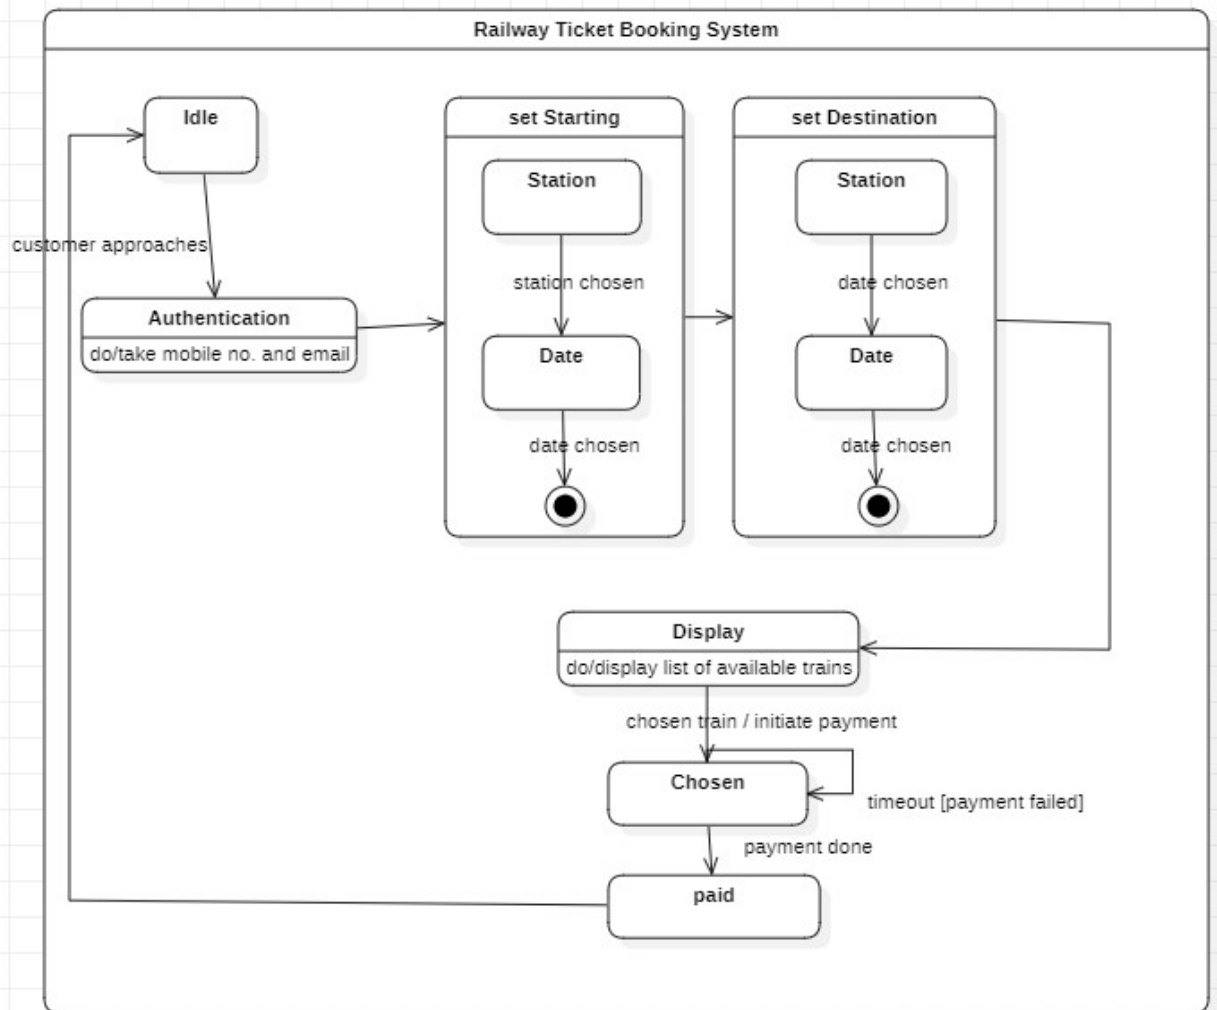 Railway Ticket Booking System
Idle
customer approaches
Authentication
do/take mobile no. and email
set Starting
Station
station chosen
Date
date chosen
set Destination
Station
date chosen
Date
date chosen
Display
do/display list of available trains
chosen train / initiate payment
Chosen
timeout [payment failed]
payment done
paid